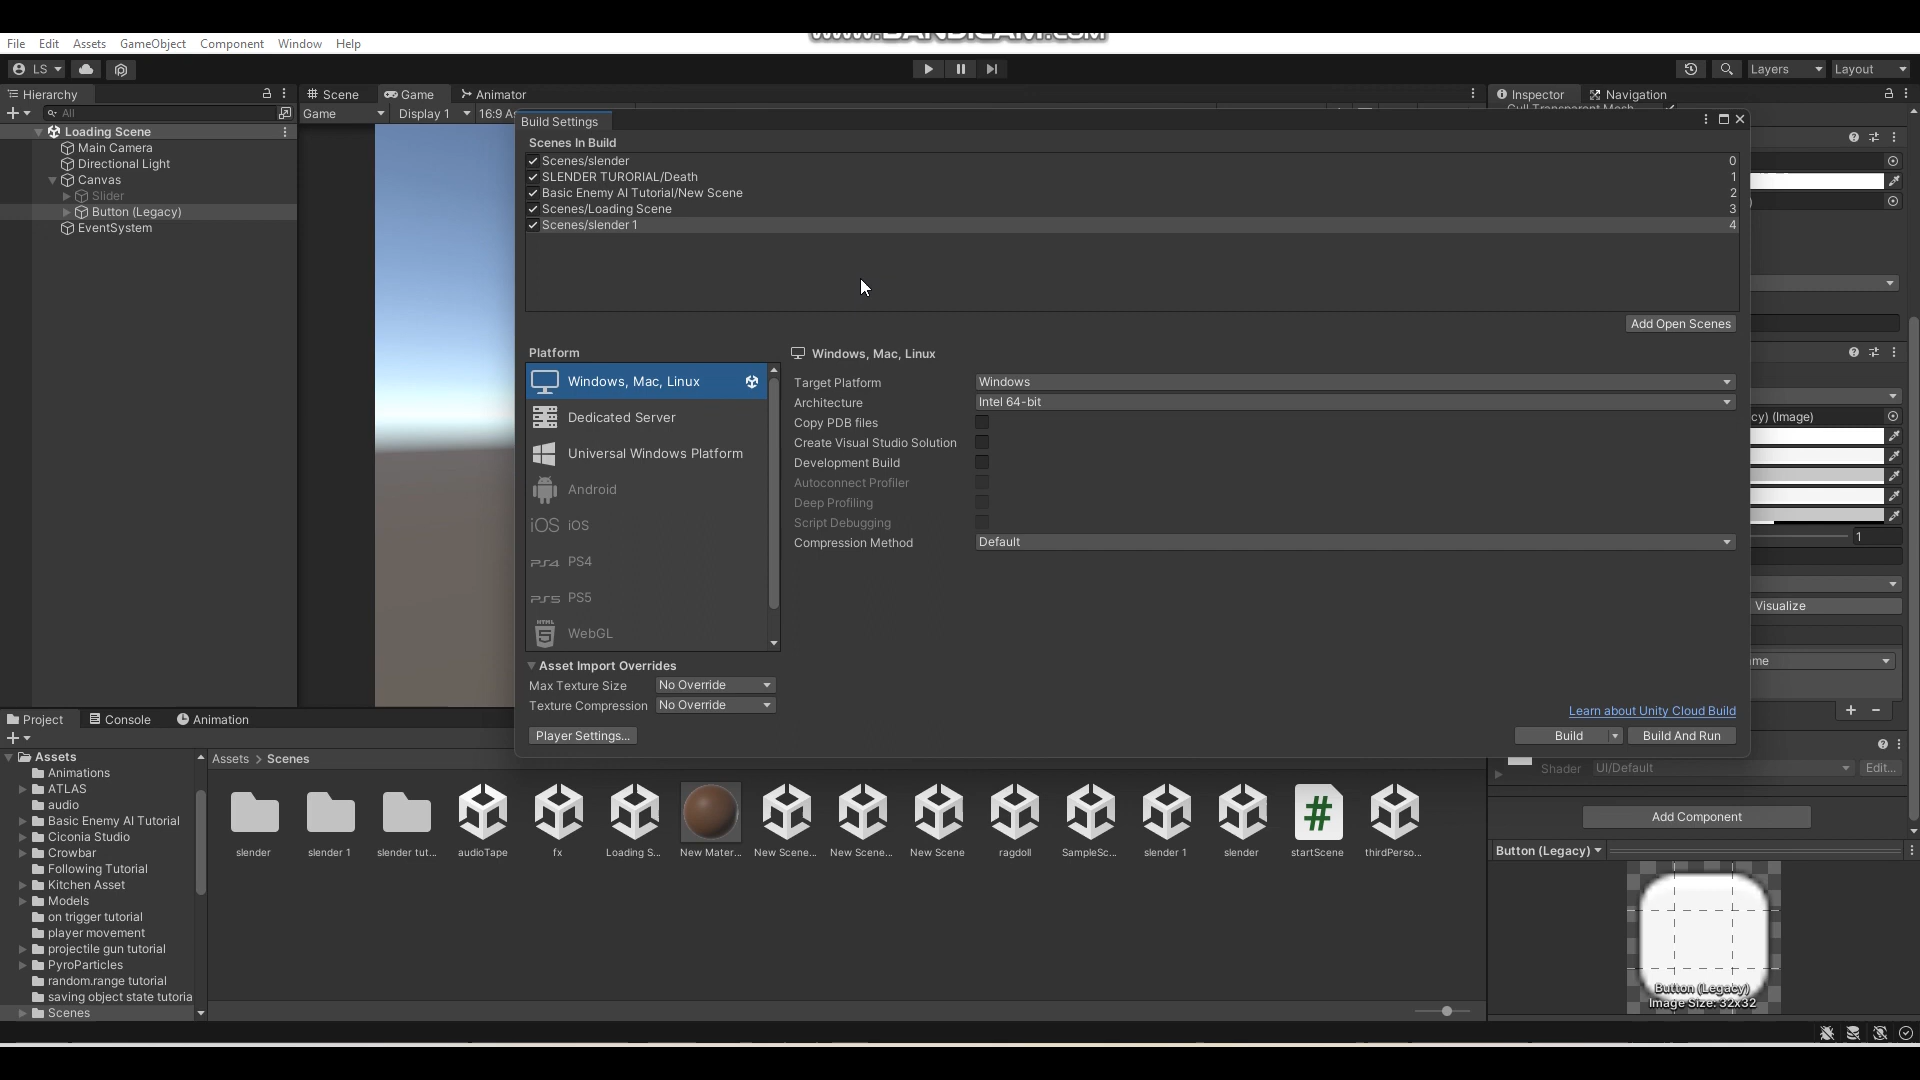 www.BANDICAM.com
File Edit Assets GameObject Component Window Help
LS
Layers Layout
Hierarchy
Scene Game Animator
Inspector Navigation
All
Game Display 1 16:9 As
Loading Scene
Main Camera
Directional Light
Canvas
Slider
Button (Legacy)
EventSystem
Build Settings
Scenes In Build
Scenes/slender 0
SLENDER TURORIAL/Death 1
Basic Enemy AI Tutorial/New Scene 2
Scenes/Loading Scene 3
Scenes/slender 1 4
Add Open Scenes
Platform
Windows, Mac, Linux
Dedicated Server
Universal Windows Platform
Android
iOS iOS
PS4 PS4
PS5 PS5
HTML 5 WebGL
Windows, Mac, Linux
Target Platform Windows
Architecture Intel 64-bit
Copy PDB files
Create Visual Studio Solution
Development Build
Autoconnect Profiler
Deep Profiling
Script Debugging
Compression Method Default
Asset Import Overrides
Max Texture Size No Override
Texture Compression No Override
Learn about Unity Cloud Build
Player Settings...
Build Build And Run
cy) (Image)
1
Visualize
me
Shader UI/Default Edit...
Add Component
Button (Legacy)
Button (Legacy)
Image Size: 32x32
Project Console Animation
Assets
Animations
ATLAS
audio
Basic Enemy AI Tutorial
Ciconia Studio
Crowbar
Following Tutorial
Kitchen Asset
Models
on trigger tutorial
player movement
projectile gun tutorial
PyroParticles
random.range tutorial
saving object state tutoria
Scenes
Assets > Scenes
slender
slender 1
slender tut...
audioTape
fx
Loading S...
New Mater...
New Scene...
New Scene...
New Scene
ragdoll
SampleSc...
slender 1
slender
#
startScene
thirdPerso...